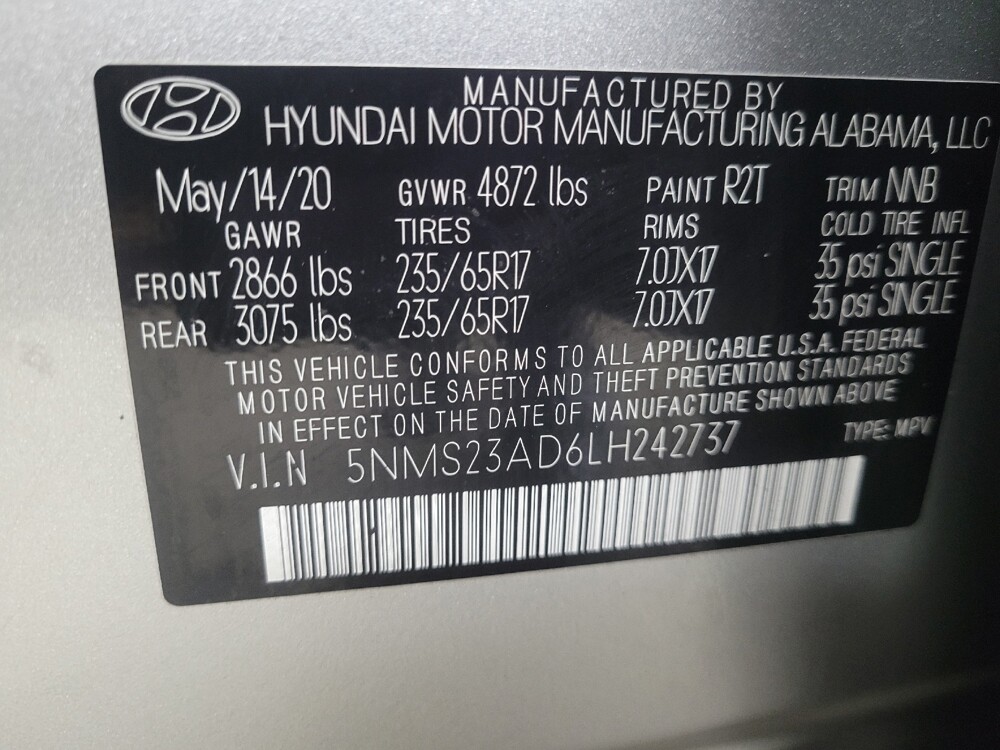 MANUFACTURED BY
HYUNDAI MOTOR MANUFACTURING ALABAMA, LLC
May/14/20 GVWR 4872 lbs PAINT R2T TRIM NNB
GAWR TIRES RIMS COLD TIRE INFL
FRONT 2866 lbs 235/65R17 7.0JX17 35 psi SINGLE
REAR 3075 lbs 235/65R17 7.0JX17 35 psi SINGLE
THIS VEHICLE CONFORMS TO ALL APPLICABLE U.S.A. FEDERAL
MOTOR VEHICLE SAFETY AND THEFT PREVENTION STANDARDS
IN EFFECT ON THE DATE OF MANUFACTURE SHOWN ABOVE
V.I.N 5NMS23AD6LH242737 TYPE: MPV